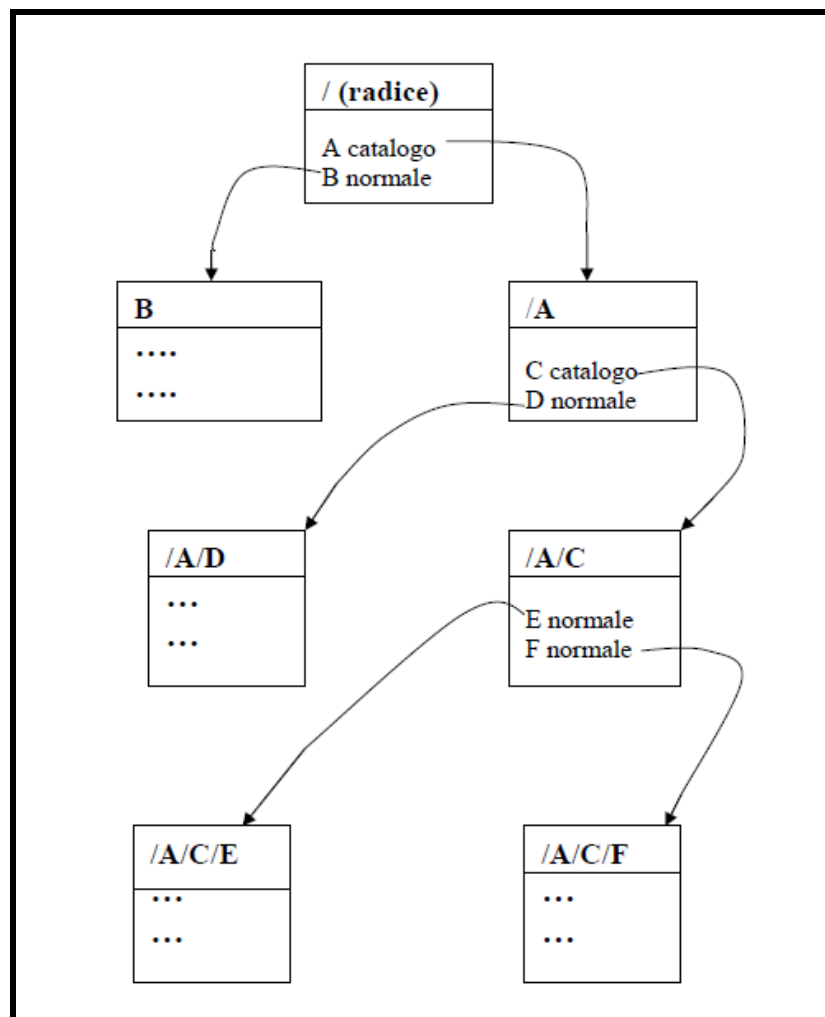 / (radice)
A catalogo
B normale
B
....
....
/A
C catalogo
D normale
/A/D
...
...
/A/C
E normale
F normale
/A/C/E
...
...
/A/C/F
...
...